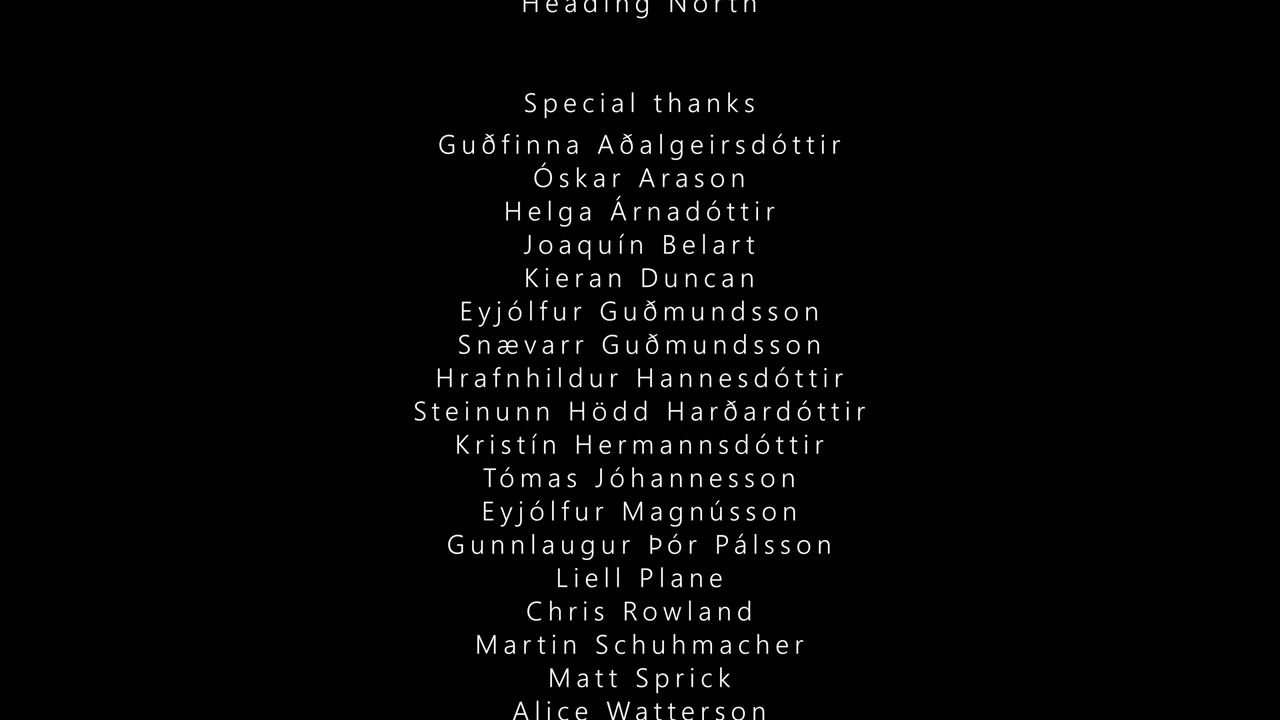 Heading North
Special thanks
Guðfinna Aðalgeirsdóttir
Óskar Arason
Helga Árnadóttir
Joaquín Belart
Kieran Duncan
Eyjólfur Guðmundsson
Snævarr Guðmundsson
Hrafnhildur Hannesdóttir
Steinunn Hödd Harðardóttir
Kristín Hermannsdóttir
Tómas Jóhannesson
Eyjólfur Magnússon
Gunnlaugur Þór Pálsson
Liell Plane
Chris Rowland
Martin Schuhmacher
Matt Sprick
Alice Watterson